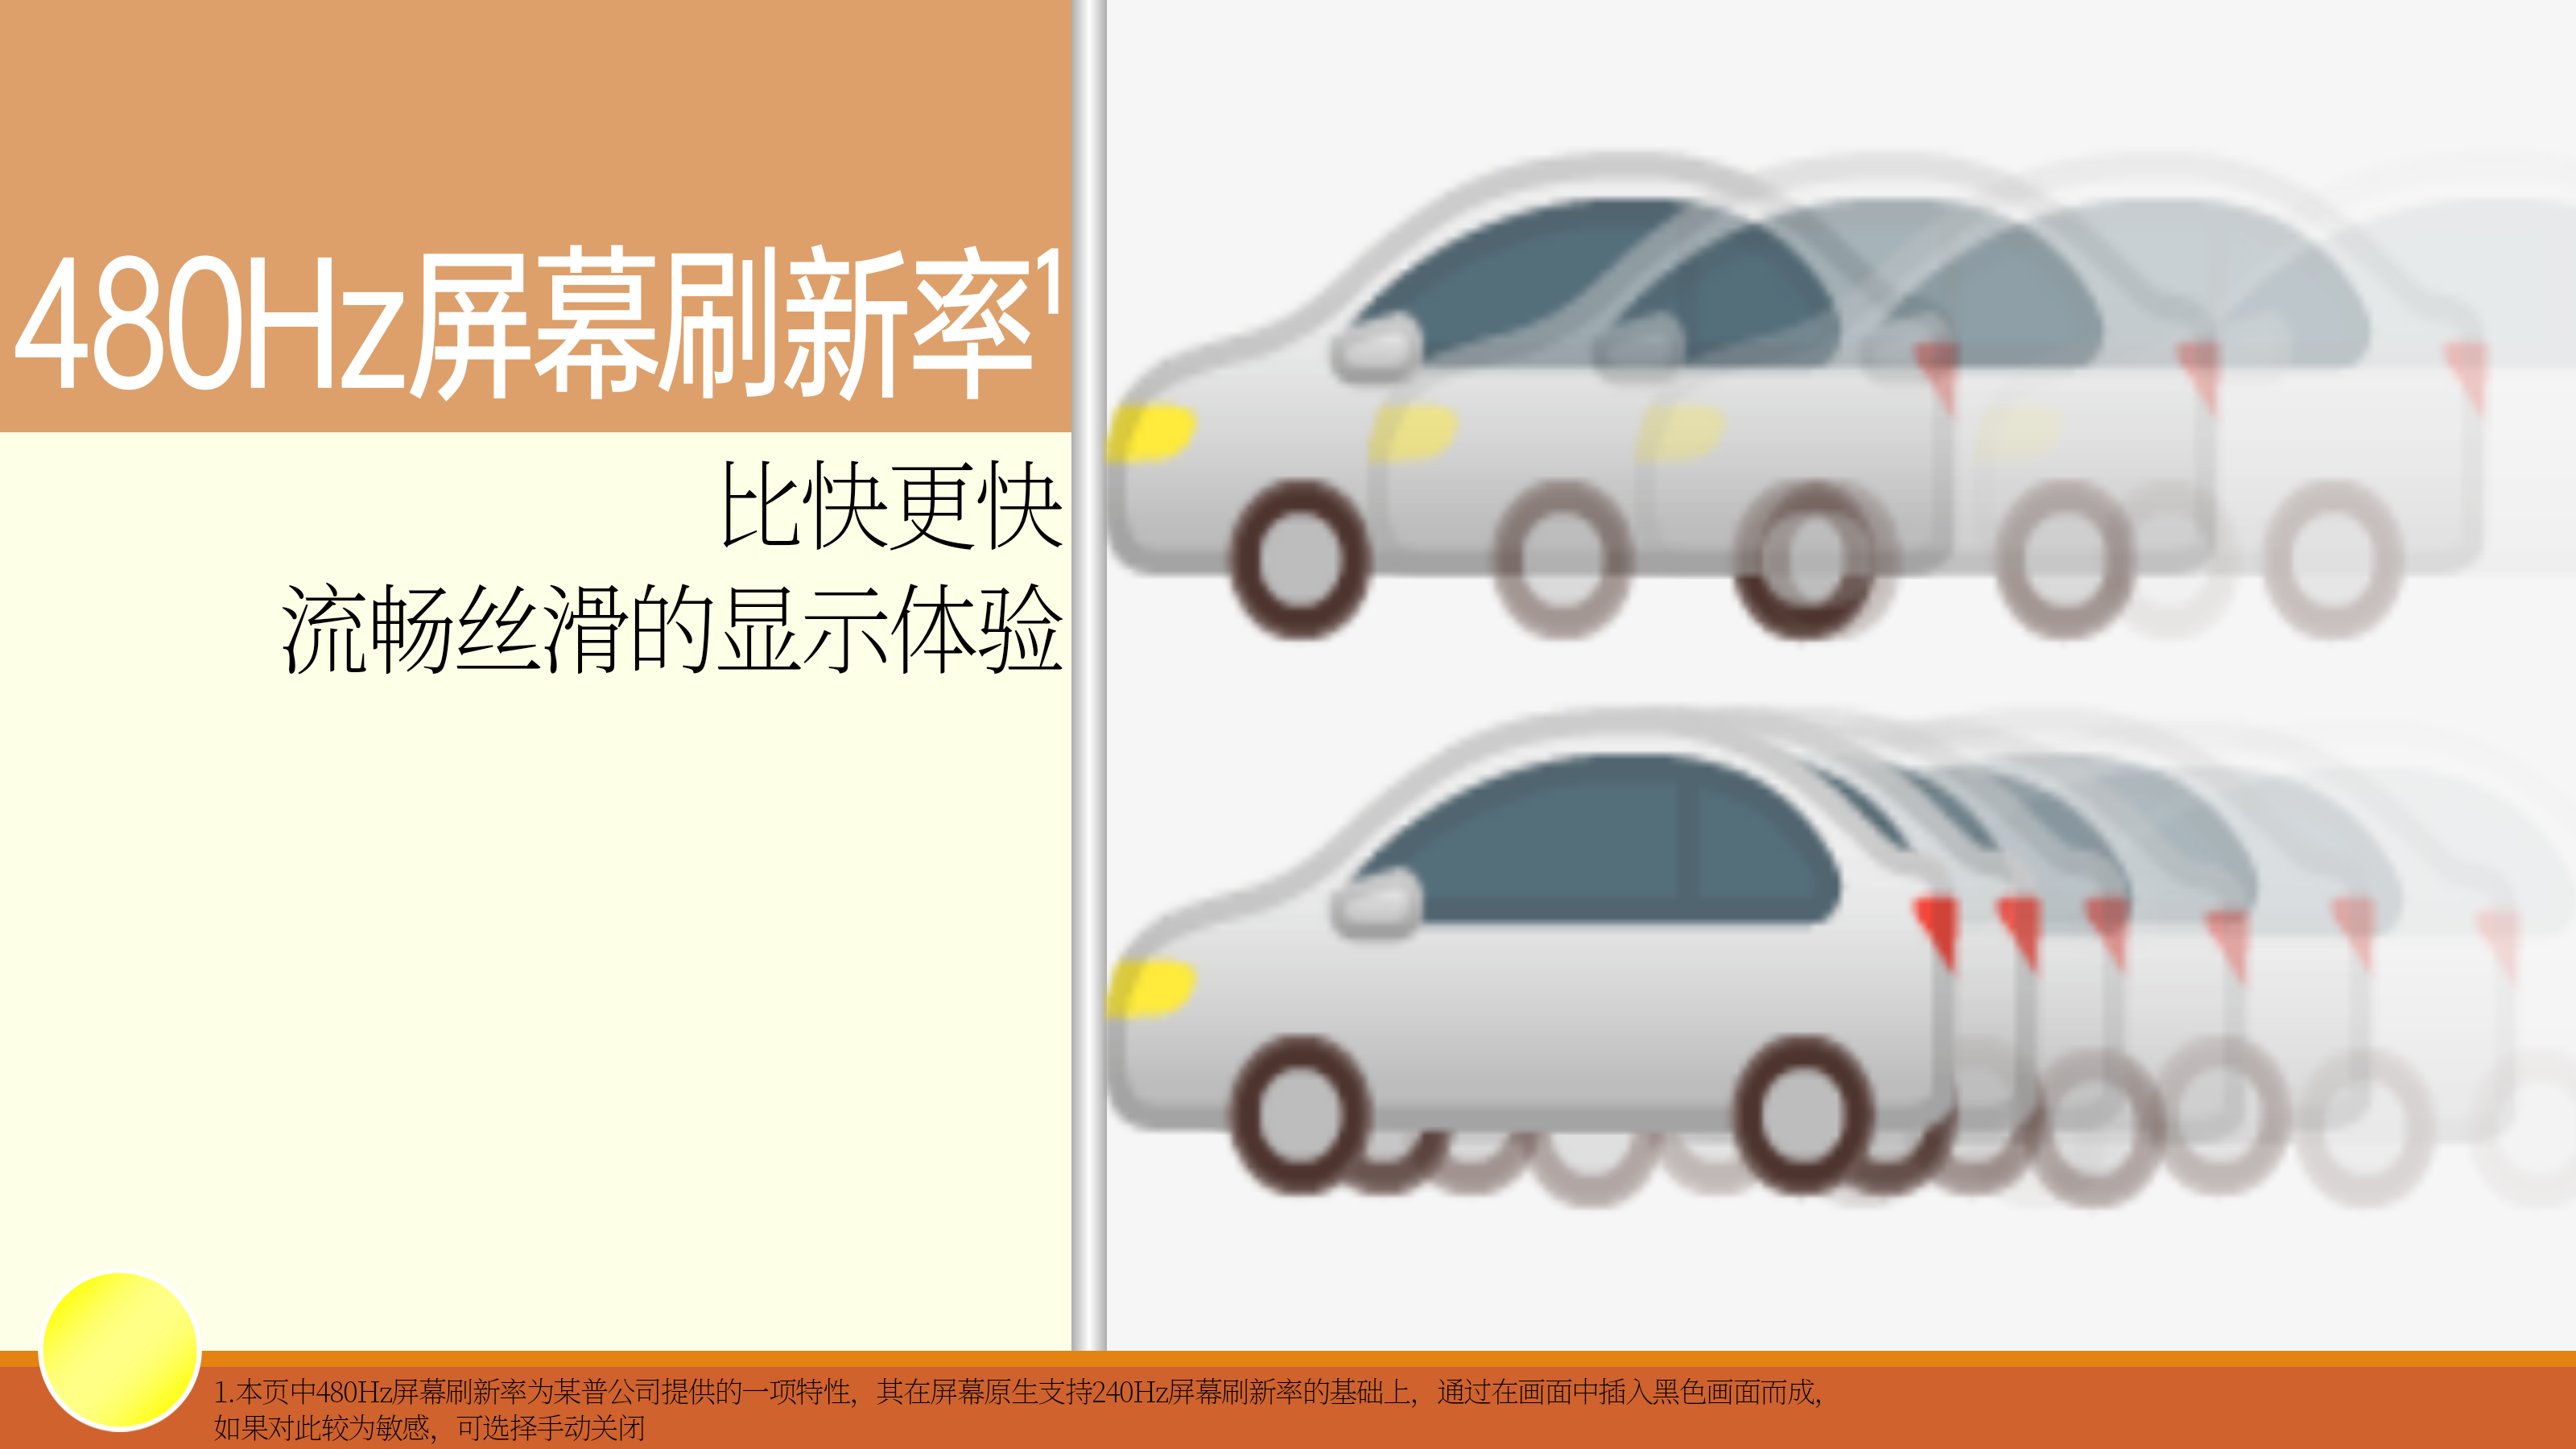 480Hz屏幕刷新率¹
比快更快
流畅丝滑的显示体验
1.本页中480Hz屏幕刷新率为某普公司提供的一项特性，其在屏幕原生支持240Hz屏幕刷新率的基础上，通过在画面中插入黑色画面而成，
如果对此较为敏感，可选择手动关闭